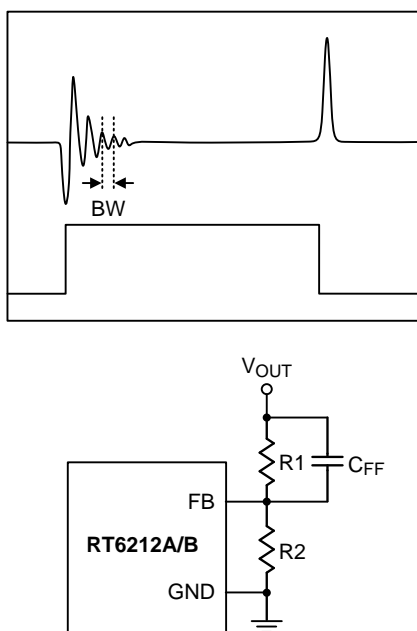 BW
VOUT
R1
CFF
FB
RT6212A/B
R2
GND